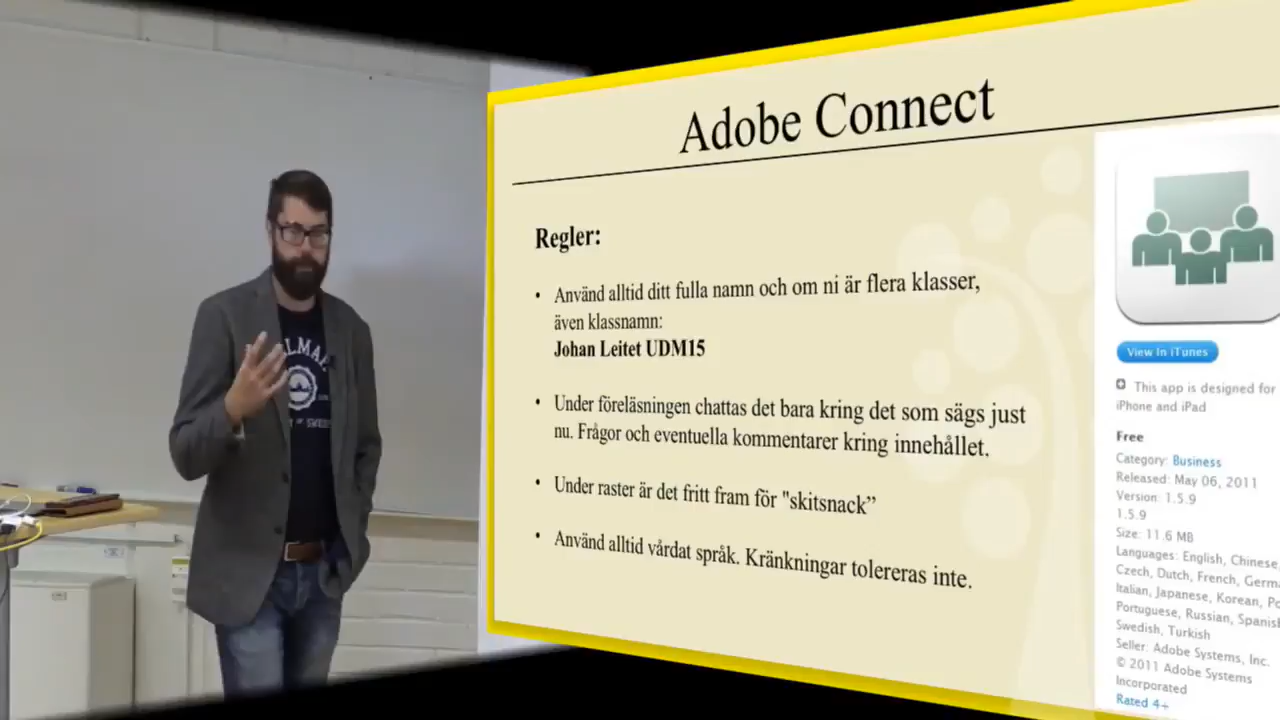 Adobe Connect
Regler:
• Använd alltid ditt fulla namn och om ni är flera klasser,
även klassnamn:
Johan Leitet UDM15
• Under föreläsningen chattas det bara kring det som sägs just
nu. Frågor och eventuella kommentarer kring innehållet.
• Under raster är det fritt fram för "skitsnack”
• Använd alltid vårdat språk. Kränkningar tolereras inte.
View In iTunes
This app is designed for
iPhone and iPad
Free
Category: Business
Released: May 06, 2011
Version: 1.5.9
1.5.9
Size: 11.6 MB
Languages: English, Chinese,
Czech, Dutch, French, Germ
Italian, Japanese, Korean, Po
Portuguese, Russian, Spanis
Swedish, Turkish
Seller: Adobe Systems, Inc.
© 2011 Adobe Systems
Incorporated
Rated 4+